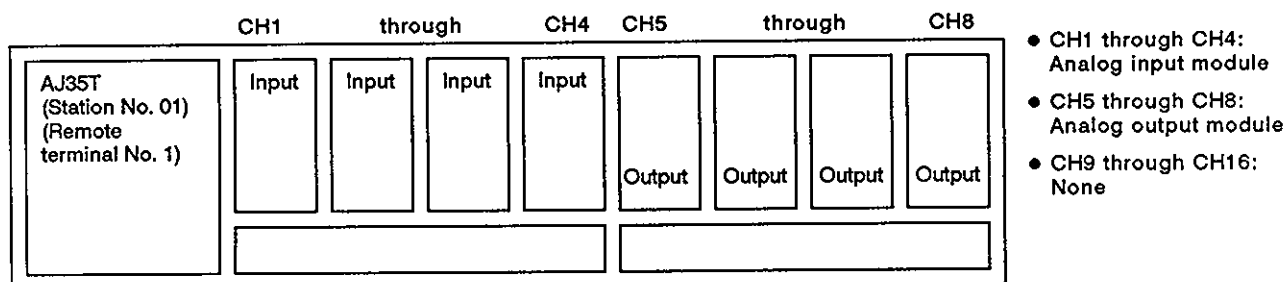 CH1 through CH4 CH5 through CH8
AJ35T
(Station No. 01)
(Remote
terminal No. 1)
Input Input Input Input
Output Output Output Output
● CH1 through CH4:
Analog input module
● CH5 through CH8:
Analog output module
● CH9 through CH16:
None